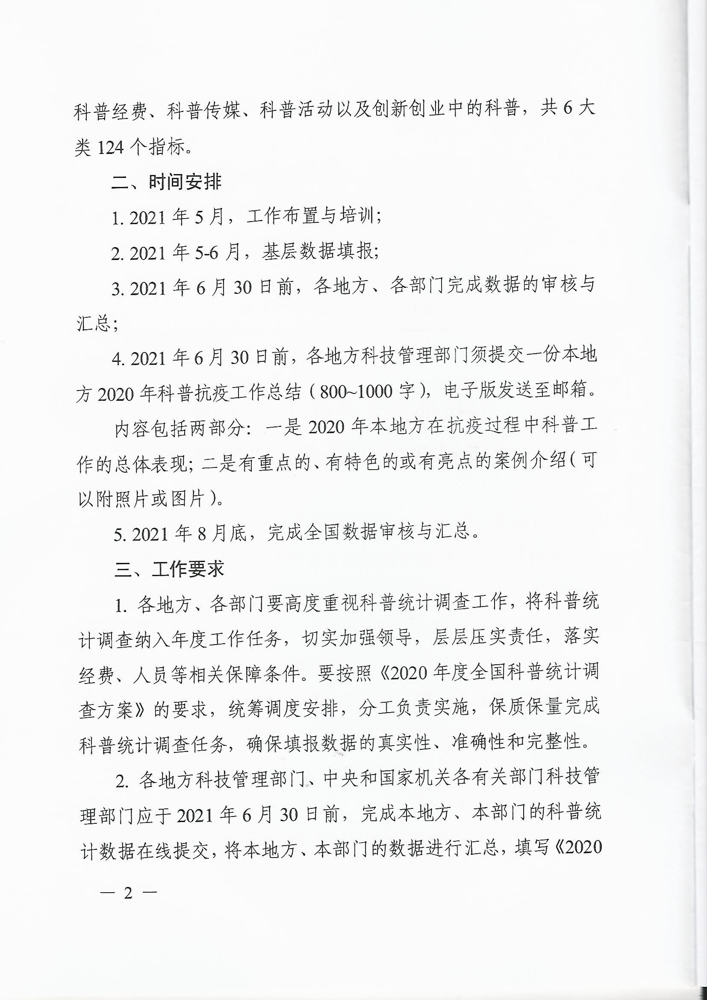 科普经费、科普传媒、科普活动以及创新创业中的科普，共 6 大
类 124 个指标。
二、时间安排
1. 2021 年 5 月，工作布置与培训；
2. 2021 年 5-6 月，基层数据填报；
3. 2021 年 6 月 30 日前，各地方、各部门完成数据的审核与
汇总；
4. 2021 年 6 月 30 日前，各地方科技管理部门须提交一份本地
方 2020 年科普抗疫工作总结（800~1000 字），电子版发送至邮箱。
内容包括两部分：一是 2020 年本地方在抗疫过程中科普工
作的总体表现；二是有重点的、有特色的或有亮点的案例介绍（可
以附照片或图片）。
5. 2021 年 8 月底，完成全国数据审核与汇总。
三、工作要求
1. 各地方、各部门要高度重视科普统计调查工作，将科普统
计调查纳入年度工作任务，切实加强领导，层层压实责任，落实
经费、人员等相关保障条件。要按照《2020 年度全国科普统计调
查方案》的要求，统筹调度安排，分工负责实施，保质保量完成
科普统计调查任务，确保填报数据的真实性、准确性和完整性。
2. 各地方科技管理部门、中央和国家机关各有关部门科技管
理部门应于 2021 年 6 月 30 日前，完成本地方、本部门的科普统
计数据在线提交，将本地方、本部门的数据进行汇总，填写《2020
— 2 —